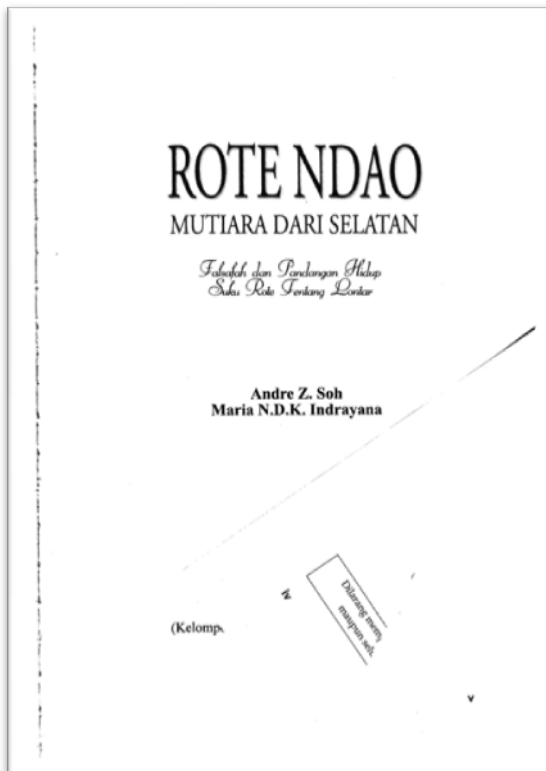 ROTE NDAO
MUTIARA DARI SELATAN
Falsafah dan Pandangan Hidup
Suku Rote Tentang Lontar
Andre Z. Soh
Maria N.D.K. Indrayana
Dilarang
maupun
iv
(Kelomp
v